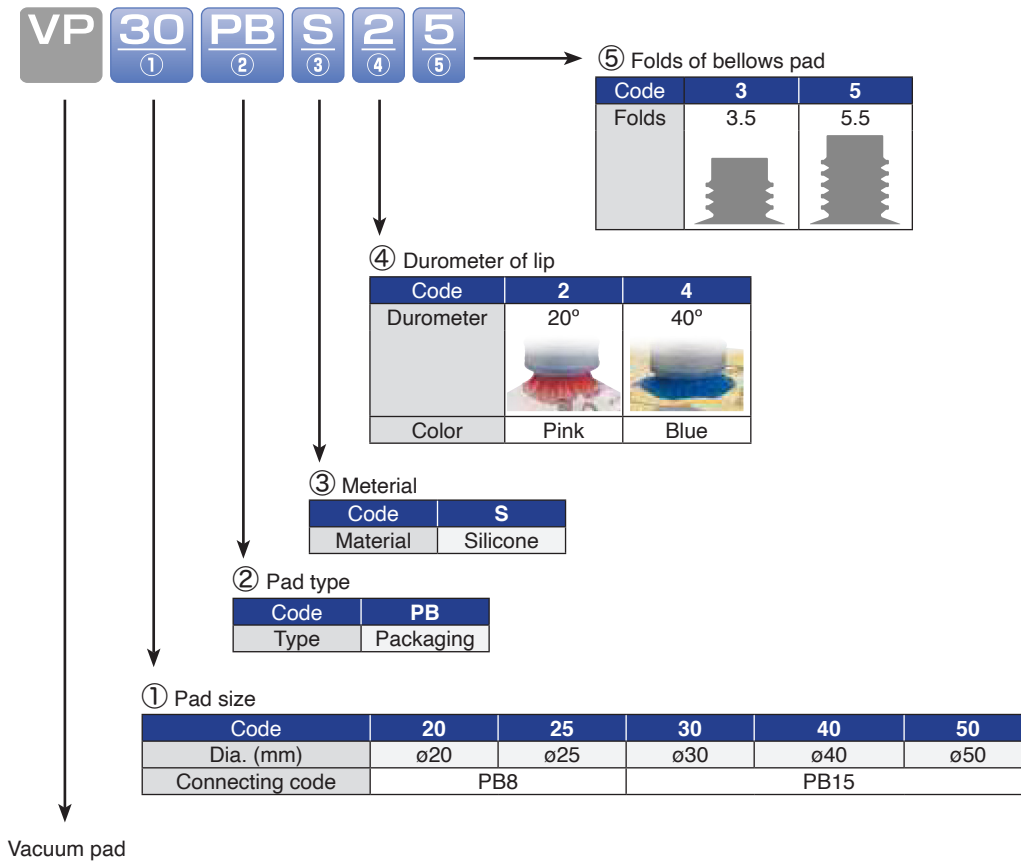 VP 30 PB S 2 5
① ② ③ ④ ⑤
⑤ Folds of bellows pad
Code 3 5
Folds 3.5 5.5
④ Durometer of lip
Code 2 4
Durometer 20° 40°
Color Pink Blue
③ Meterial
Code S
Material Silicone
② Pad type
Code PB
Type Packaging
① Pad size
Code 20 25 30 40 50
Dia. (mm) ø20 ø25 ø30 ø40 ø50
Connecting code PB8 PB15
Vacuum pad